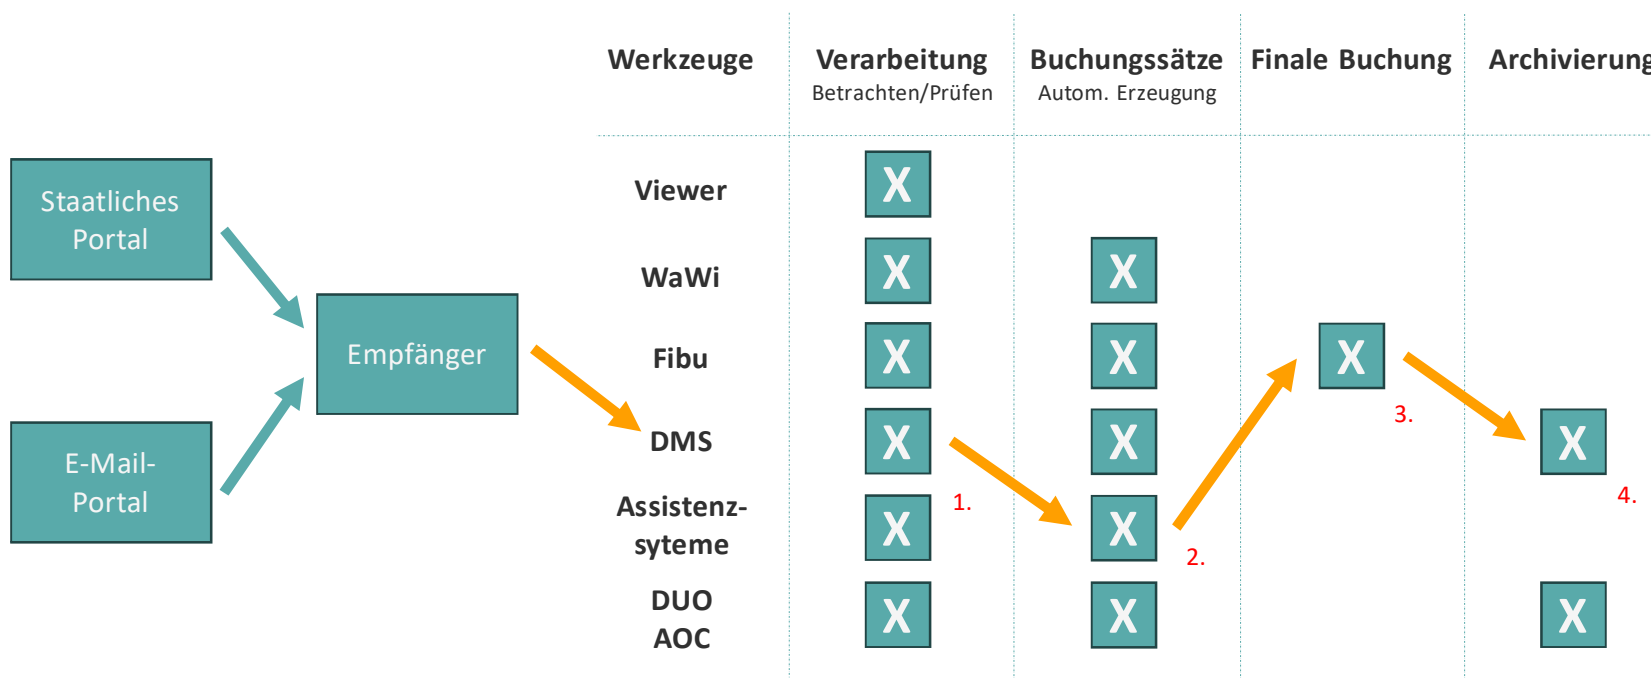 Werkzeuge
Verarbeitung
Betrachten/Prüfen
Buchungssätze
Autom. Erzeugung
Finale Buchung
Archivierung
Staatliches
Portal
E-Mail-
Portal
Empfänger
Viewer
X
WaWi
X
X
Fibu
X
X
X
3.
DMS
X
X
X
1.
4.
Assistenz-
syteme
X
X
2.
DUO
AOC
X
X
X